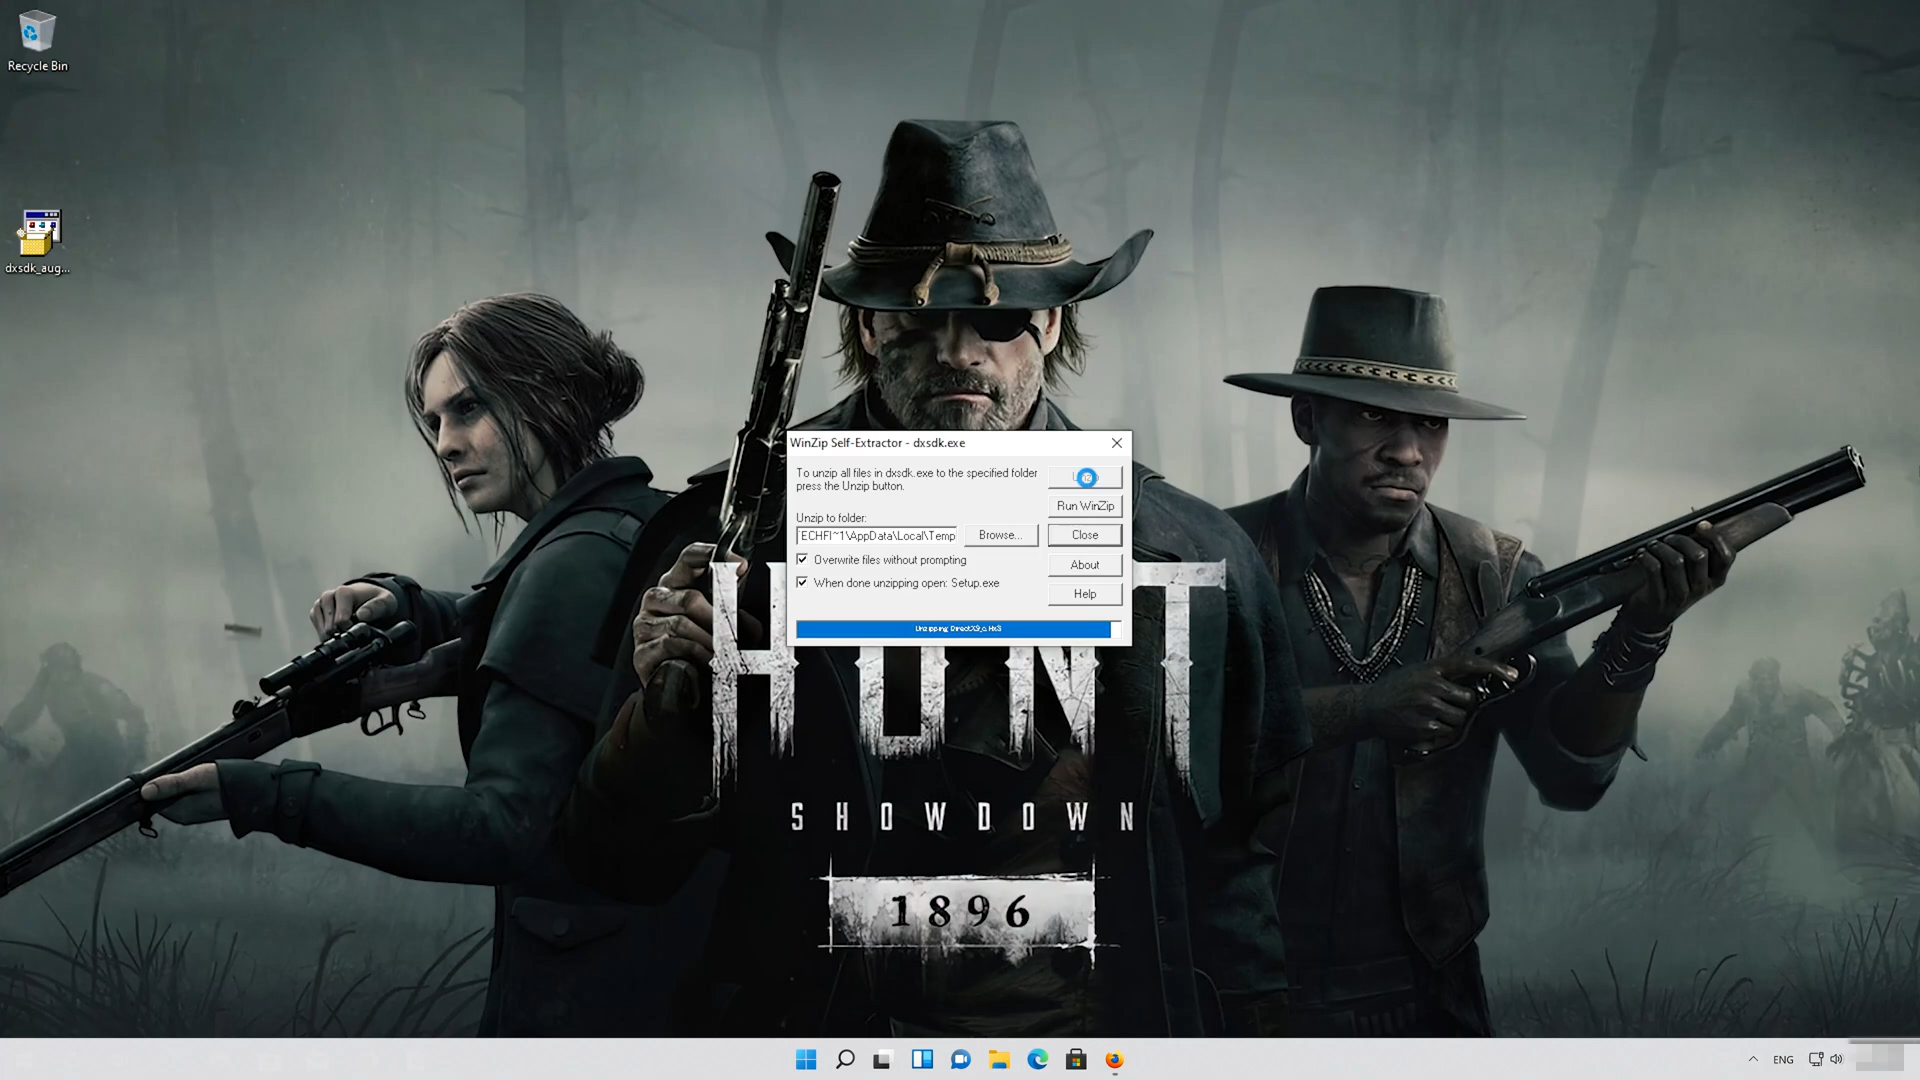 Recycle Bin
dxsdk_aug...
WinZip Self-Extractor - dxsdk.exe
To unzip all files in dxsdk.exe to the specified folder
press the Unzip button.
Run WinZip
Unzip to folder:
ECHFI~1\AppData\Local\Temp
Browse...
Close
Overwrite files without prompting
About
When done unzipping open: Setup.exe
Help
HUNT
SHOWDOWN
1896
ENG